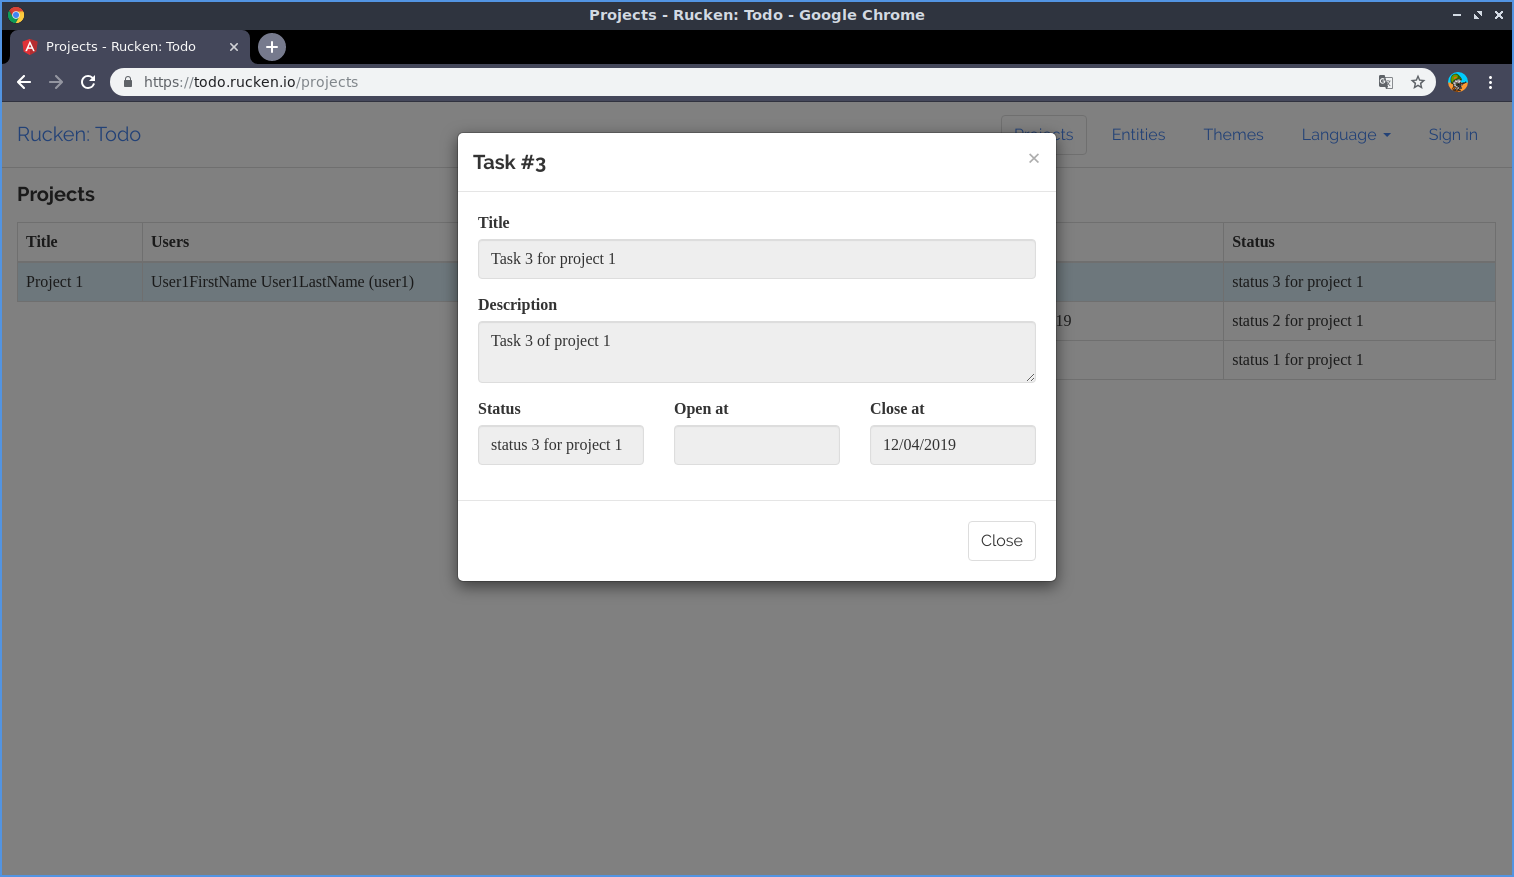 Projects - Rucken: Todo - Google Chrome
Projects - Rucken: Todo
https://todo.rucken.io/projects
Rucken: Todo
Projects Entities Themes Language Sign in
Task #3
Projects
Title Users Status
Project 1 User1FirstName User1LastName (user1) status 3 for project 1
19 status 2 for project 1
status 1 for project 1
Title
Task 3 for project 1
Description
Task 3 of project 1
Status Open at Close at
status 3 for project 1 12/04/2019
Close